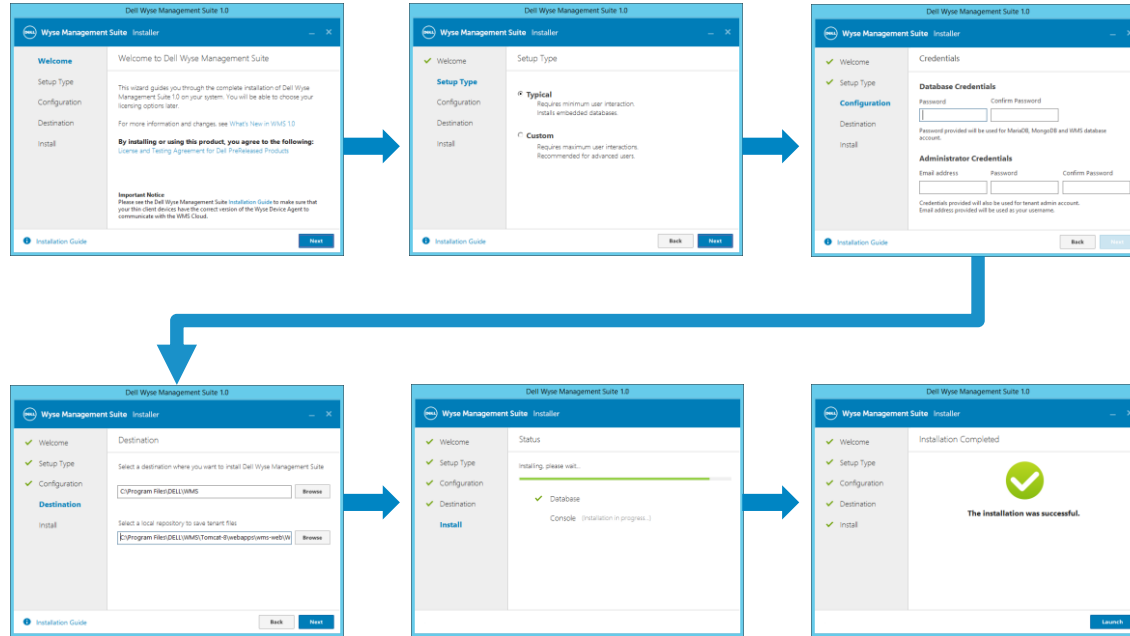 Dell Wyse Management Suite 1.0
DELL Wyse Management Suite Installer
Welcome
Setup Type
Configuration
Destination
Install
Welcome to Dell Wyse Management Suite
This wizard guides you through the complete installation of Dell Wyse
Management Suite 1.0 on your system. You will be able to choose your
licensing options later.
For more information and changes, see What's New in WMS 1.0
By installing or using this product, you agree to the following:
License and Testing Agreement for Dell PreReleased Products
Important Notice
Please see the Dell Wyse Management Suite Installation Guide to make sure that
your thin client devices have the correct version of the Wyse Device Agent to
communicate with the WMS Cloud.
Installation Guide
Next
Dell Wyse Management Suite 1.0
DELL Wyse Management Suite Installer
Welcome
Setup Type
Configuration
Destination
Install
Setup Type
Typical
Requires minimum user interaction.
Installs embedded databases.
Custom
Requires maximum user interactions.
Recommended for advanced users.
Installation Guide
Back
Next
Dell Wyse Management Suite 1.0
DELL Wyse Management Suite Installer
Welcome
Setup Type
Configuration
Destination
Install
Credentials
Database Credentials
Password Confirm Password
Password provided will be used for MariaDB, MongoDB and WMS database
account.
Administrator Credentials
Email address Password Confirm Password
Credentials provided will also be used for tenant admin account.
Email address provided will be used as your username.
Installation Guide
Back
Next
Dell Wyse Management Suite 1.0
DELL Wyse Management Suite Installer
Welcome
Setup Type
Configuration
Destination
Install
Destination
Select a destination where you want to install Dell Wyse Management Suite
C:\Program Files\DELL\WMS
Browse
Select a local repository to save tenant files
C:\Program Files\DELL\WMS\Tomcat-8\webapps\wms-web\W
Browse
Installation Guide
Back
Next
Dell Wyse Management Suite 1.0
DELL Wyse Management Suite Installer
Welcome
Setup Type
Configuration
Destination
Install
Status
Installing, please wait...
Database
Console (Installation in progress...)
Dell Wyse Management Suite 1.0
DELL Wyse Management Suite Installer
Welcome
Setup Type
Configuration
Destination
Install
Installation Completed
The installation was successful.
Launch